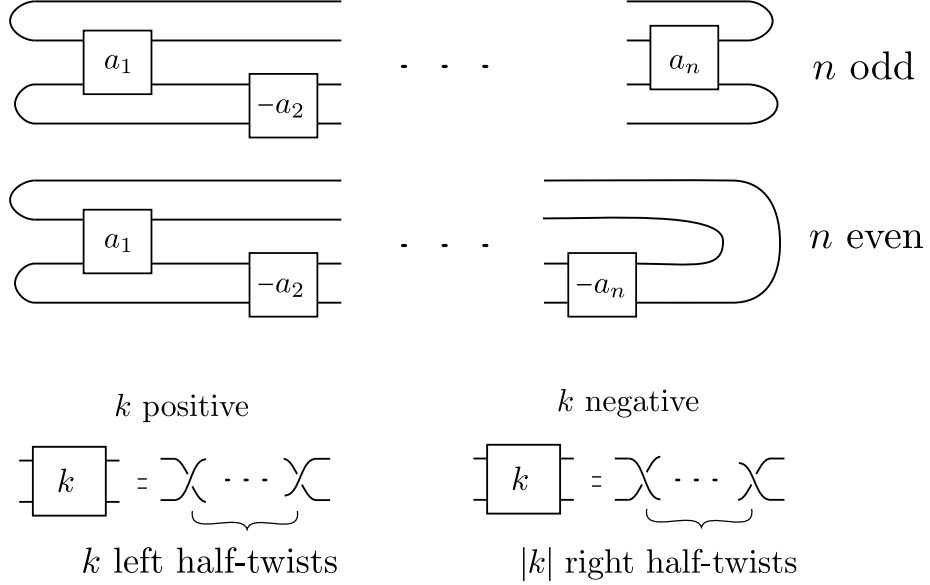 a₁ −a₂ · · · aₙ n odd
a₁ −a₂ · · · −aₙ n even
k positive k negative
k = · · · k = · · ·
k left half-twists |k| right half-twists